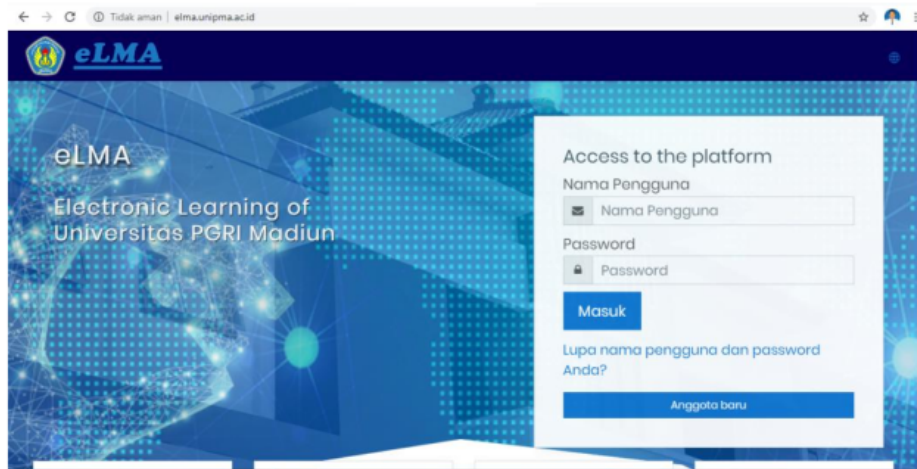 Tidak aman | elma.unipma.ac.id
eLMA
eLMA
Electronic Learning of
Universitas PGRI Madiun
Access to the platform
Nama Pengguna
Nama Pengguna
Password
Password
Masuk
Lupa nama pengguna dan password
Anda?
Anggota baru